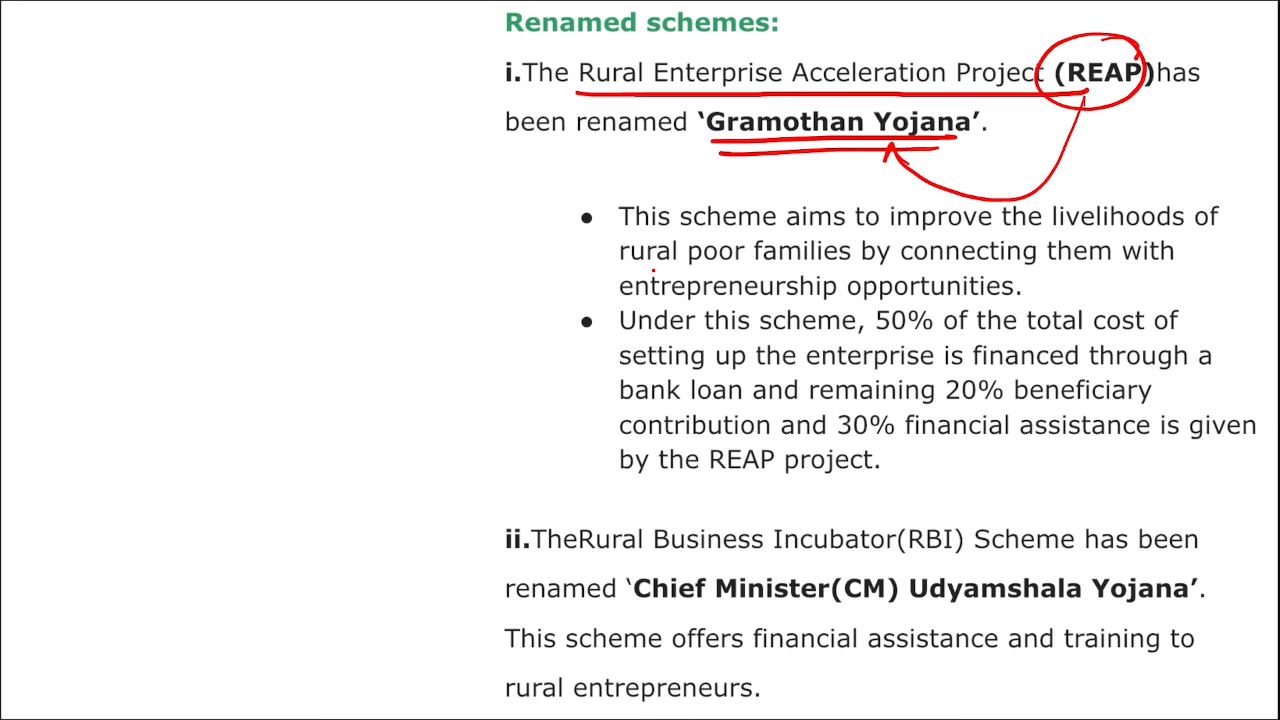 Renamed schemes:
i.The Rural Enterprise Acceleration Project (REAP)has
been renamed ‘Gramothan Yojana’.
● This scheme aims to improve the livelihoods of
rural poor families by connecting them with
entrepreneurship opportunities.
● Under this scheme, 50% of the total cost of
setting up the enterprise is financed through a
bank loan and remaining 20% beneficiary
contribution and 30% financial assistance is given
by the REAP project.
ii.TheRural Business Incubator(RBI) Scheme has been
renamed ‘Chief Minister(CM) Udyamshala Yojana’.
This scheme offers financial assistance and training to
rural entrepreneurs.